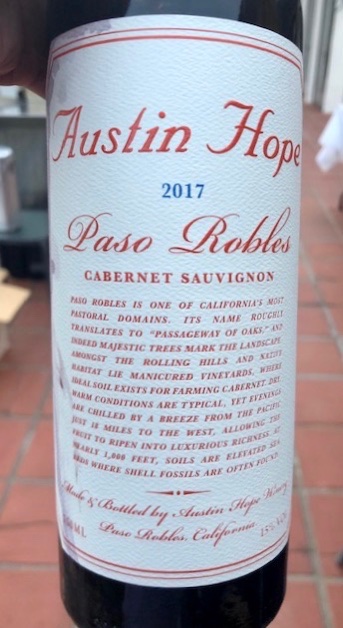 Austin Hope
2017
Paso Robles
CABERNET SAUVIGNON
PASO ROBLES IS ONE OF CALIFORNIA'S MOST
PASTORAL DOMAINS. ITS NAME ROUGHLY
TRANSLATES TO "PASSAGEWAY OF OAKS," AND
INDEED MAJESTIC TREES MARK THE LANDSCAPE.
AMONGST THE ROLLING HILLS AND NATIVE
HABITAT LIE MANICURED VINEYARDS, WHERE
IDEAL SOIL EXISTS FOR FARMING CABERNET. DRY,
WARM CONDITIONS ARE TYPICAL, YET EVENINGS
ARE CHILLED BY A BREEZE FROM THE PACIFIC
JUST 18 MILES TO THE WEST, ALLOWING THE
FRUIT TO RIPEN INTO LUXURIOUS RICHNESS. AT
NEARLY 1,000 FEET, SOILS ARE ELEVATED SEA
BEDS WHERE SHELL FOSSILS ARE OFTEN FOUND.
Made & Bottled by Austin Hope Winery
Paso Robles, California
ML
15% VOL